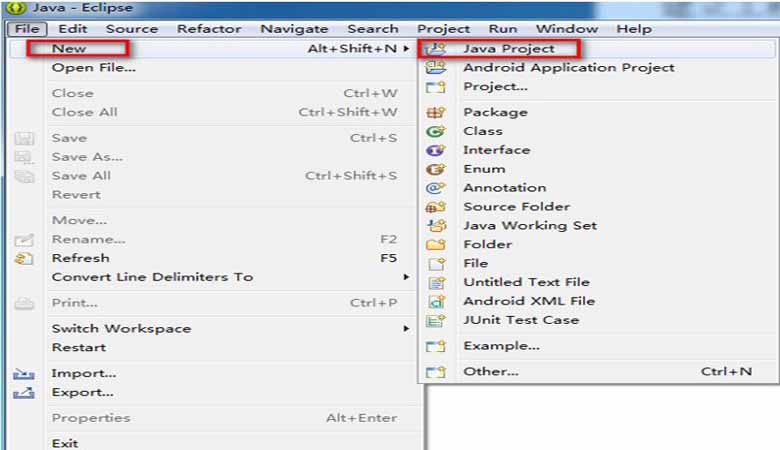 Java - Eclipse
File Edit Source Refactor Navigate Search Project Run Window Help
New Alt+Shift+N
Open File...
Close Ctrl+W
Close All Ctrl+Shift+W
Save Ctrl+S
Save As...
Save All Ctrl+Shift+S
Revert
Move...
Rename... F2
Refresh F5
Convert Line Delimiters To
Print... Ctrl+P
Switch Workspace
Restart
Import...
Export...
Properties Alt+Enter
Exit
Java Project
Android Application Project
Project...
Package
Class
Interface
Enum
Annotation
Source Folder
Java Working Set
Folder
File
Untitled Text File
Android XML File
JUnit Test Case
Example...
Other... Ctrl+N